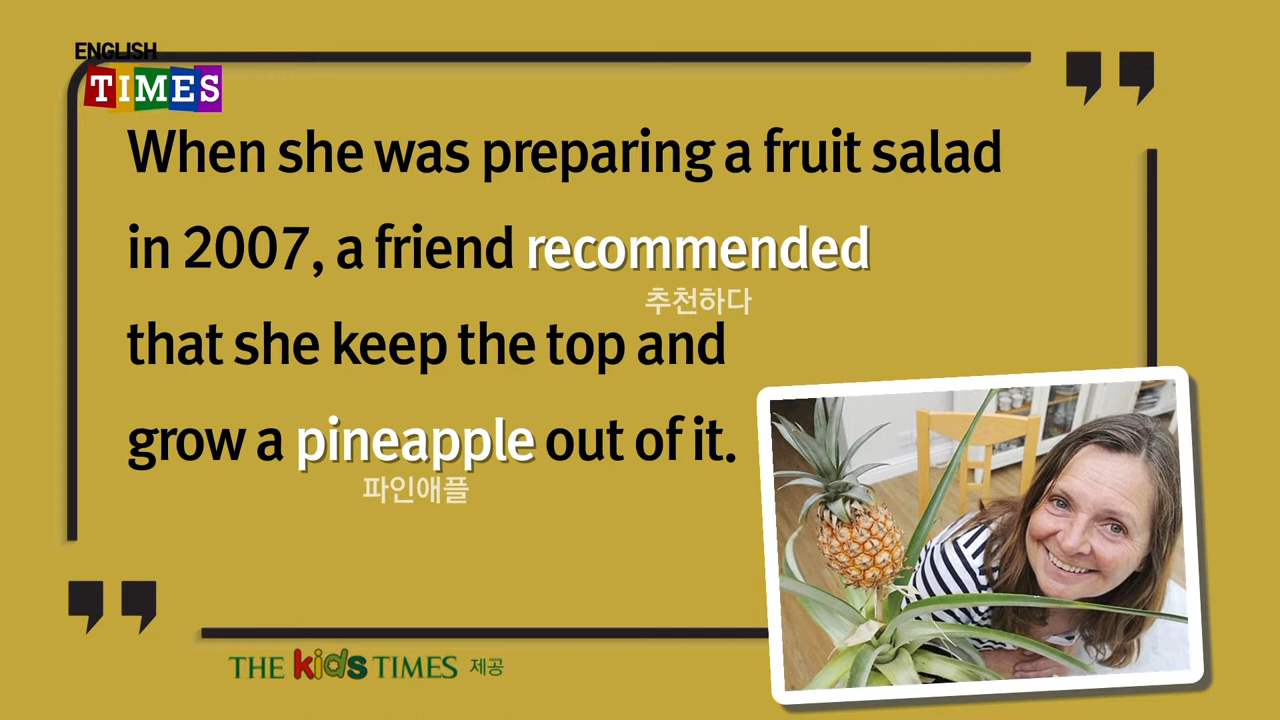 ENGLISH
TIMES
When she was preparing a fruit salad
in 2007, a friend recommended
추천하다
that she keep the top and
grow a pineapple out of it.
파인애플
THE kids TIMES 제공